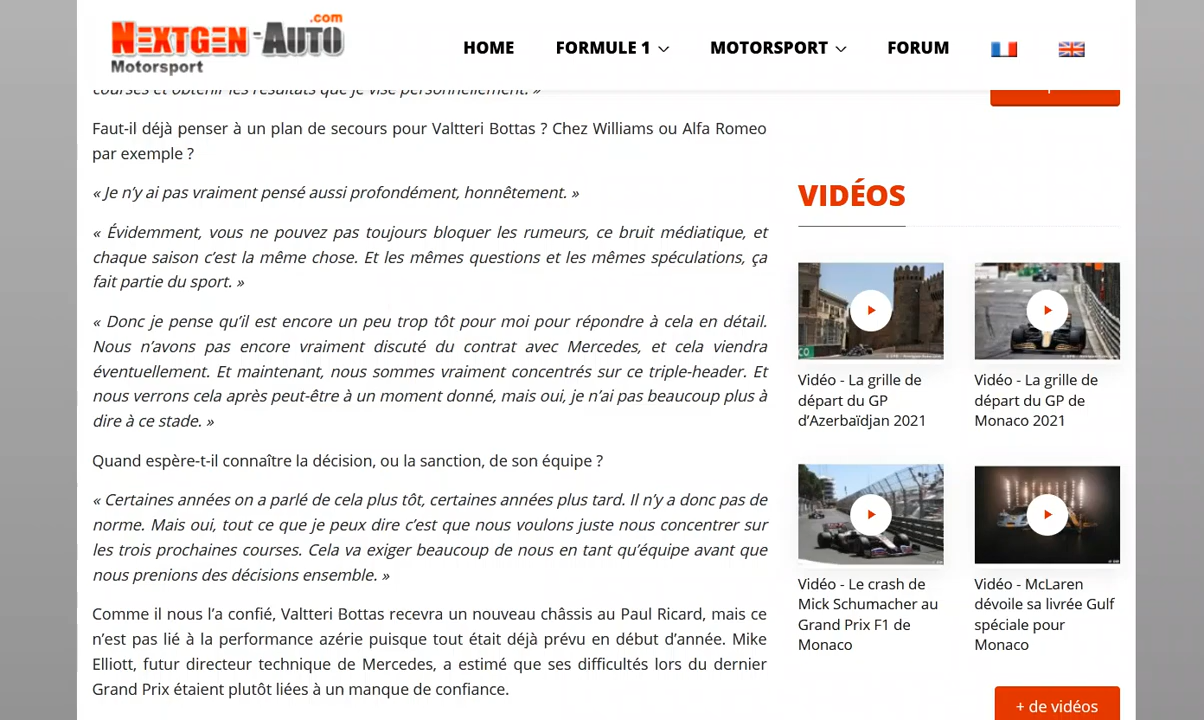 NEXTGEN-AUTO
.com
Motorsport
HOME
FORMULE 1
MOTORSPORT
FORUM
courses et obtenir les résultats que je vise personnellement. »
Faut-il déjà penser à un plan de secours pour Valtteri Bottas ? Chez Williams ou Alfa Romeo
par exemple ?
« Je n’y ai pas vraiment pensé aussi profondément, honnêtement. »
« Évidemment, vous ne pouvez pas toujours bloquer les rumeurs, ce bruit médiatique, et
chaque saison c’est la même chose. Et les mêmes questions et les mêmes spéculations, ça
fait partie du sport. »
« Donc je pense qu’il est encore un peu trop tôt pour moi pour répondre à cela en détail.
Nous n’avons pas encore vraiment discuté du contrat avec Mercedes, et cela viendra
éventuellement. Et maintenant, nous sommes vraiment concentrés sur ce triple-header. Et
nous verrons cela après peut-être à un moment donné, mais oui, je n’ai pas beaucoup plus à
dire à ce stade. »
Quand espère-t-il connaître la décision, ou la sanction, de son équipe ?
« Certaines années on a parlé de cela plus tôt, certaines années plus tard. Il n’y a donc pas de
norme. Mais oui, tout ce que je peux dire c’est que nous voulons juste nous concentrer sur
les trois prochaines courses. Cela va exiger beaucoup de nous en tant qu’équipe avant que
nous prenions des décisions ensemble. »
Comme il nous l’a confié, Valtteri Bottas recevra un nouveau châssis au Paul Ricard, mais ce
n’est pas lié à la performance azérie puisque tout était déjà prévu en début d’année. Mike
Elliott, futur directeur technique de Mercedes, a estimé que ses difficultés lors du dernier
Grand Prix étaient plutôt liées à un manque de confiance.
VIDÉOS
Vidéo - La grille de
départ du GP
d’Azerbaïdjan 2021
Vidéo - La grille de
départ du GP de
Monaco 2021
Vidéo - Le crash de
Mick Schumacher au
Grand Prix F1 de
Monaco
Vidéo - McLaren
dévoile sa livrée Gulf
spéciale pour
Monaco
+ de vidéos